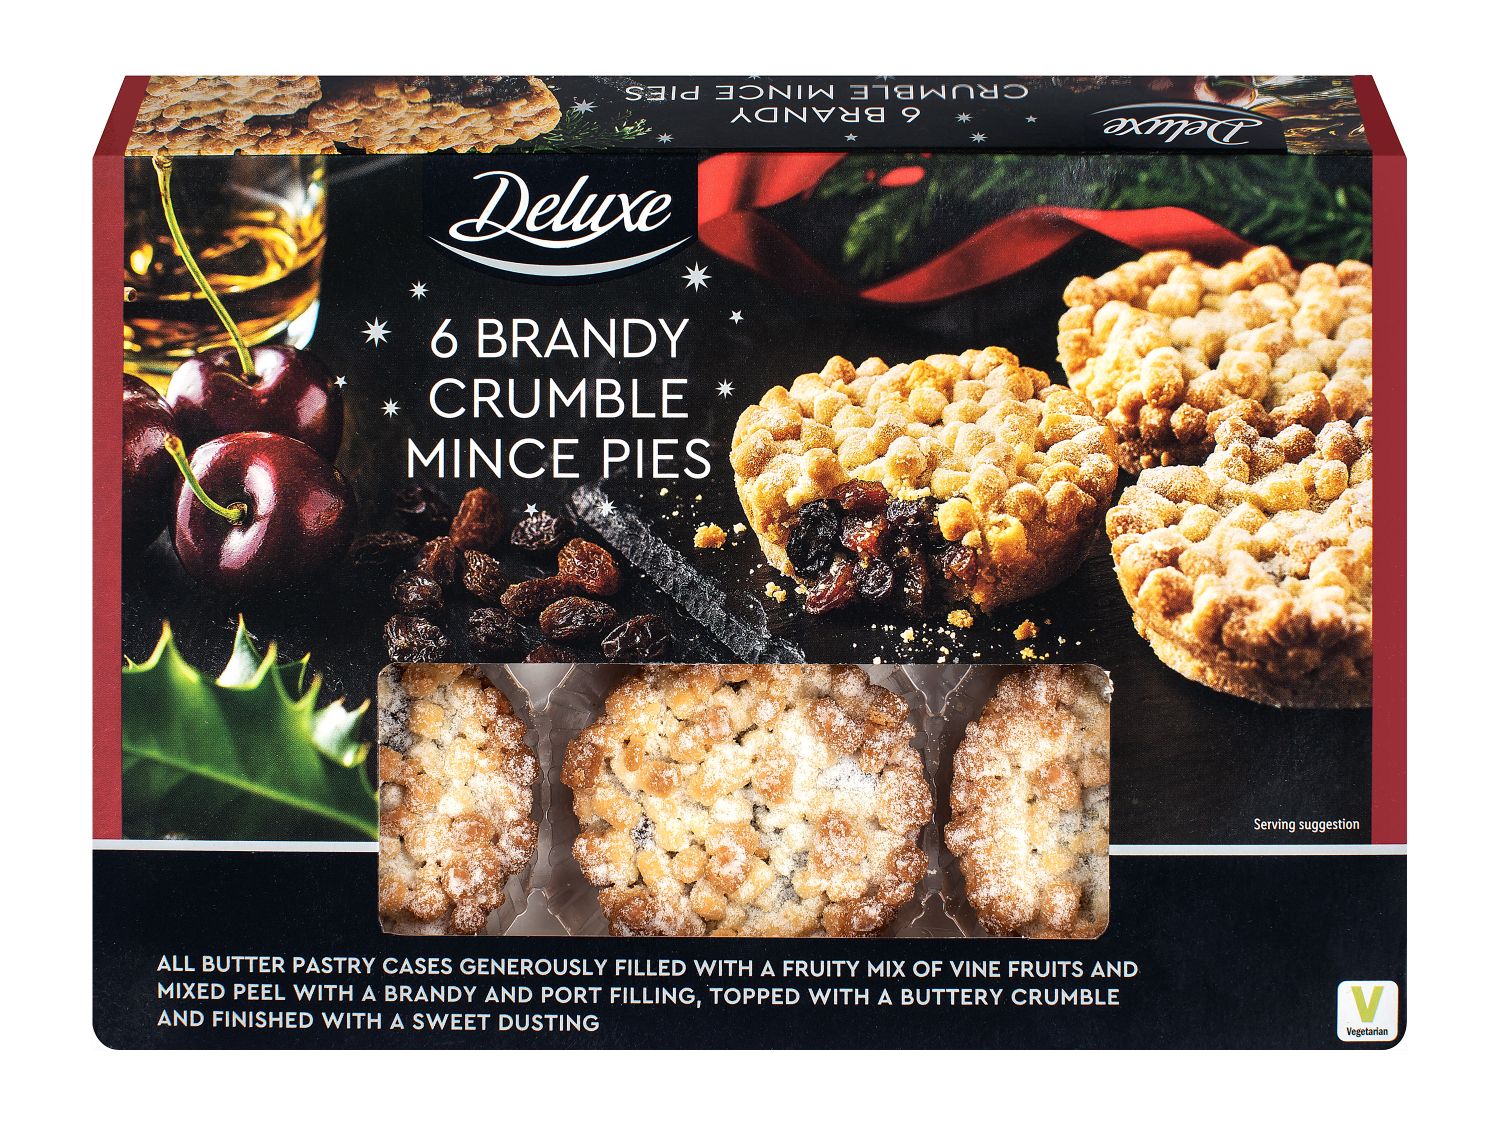 6 BRANDY
CRUMBLE MINCE PIES
Deluxe
Deluxe
6 BRANDY
CRUMBLE
MINCE PIES
Serving suggestion
ALL BUTTER PASTRY CASES GENEROUSLY FILLED WITH A FRUITY MIX OF VINE FRUITS AND
MIXED PEEL WITH A BRANDY AND PORT FILLING, TOPPED WITH A BUTTERY CRUMBLE
AND FINISHED WITH A SWEET DUSTING
V
Vegetarian